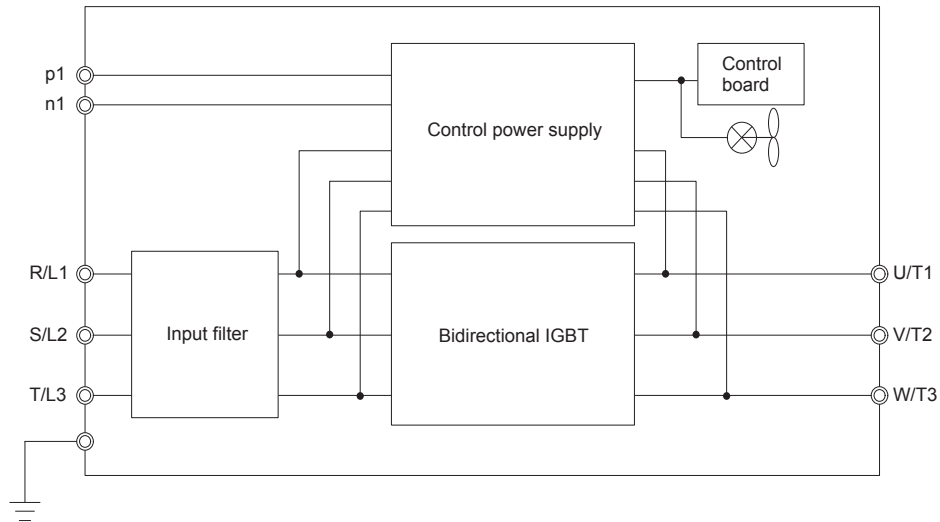 p1
n1
Control power supply
Control
board
R/L1
S/L2
T/L3
Input filter
Bidirectional IGBT
U/T1
V/T2
W/T3